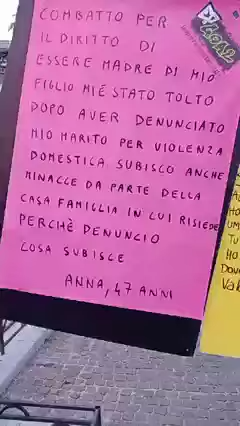 COMBATTO PER
IL DIRITTO DI
ESSERE MADRE DI MIO
FIGLIO MIÉ STATO TOLTO
DOPO AVER DENUNCIATO
MIO MARITO PER VIOLENZA
DOMESTICA SUBISCO ANCHE
MINACCE DA PARTE DELLA
CASA FAMIGLIA IN CUI RISIEDE
PERCHÈ DENUNCIO
COSA SUBISCE
ANNA, 47 ANNI